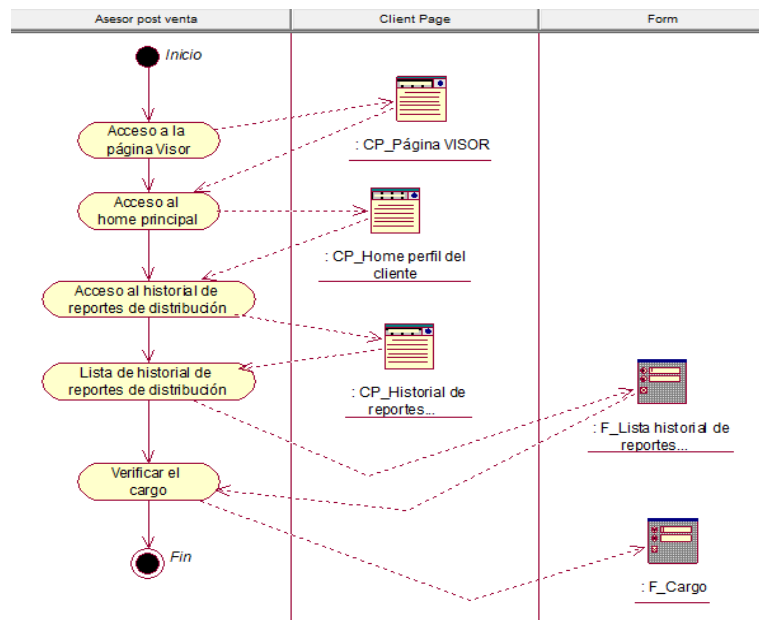 Asesor post venta
Client Page
Form
Inicio
Acceso a la
página Visor
: CP_Página VISOR
Acceso al
home principal
: CP_Home perfil del
cliente
Acceso al historial de
reportes de distribución
: CP_Historial de
reportes...
Lista de historial de
reportes de distribución
: F_Lista historial de
reportes...
Verificar el
cargo
: F_Cargo
Fin